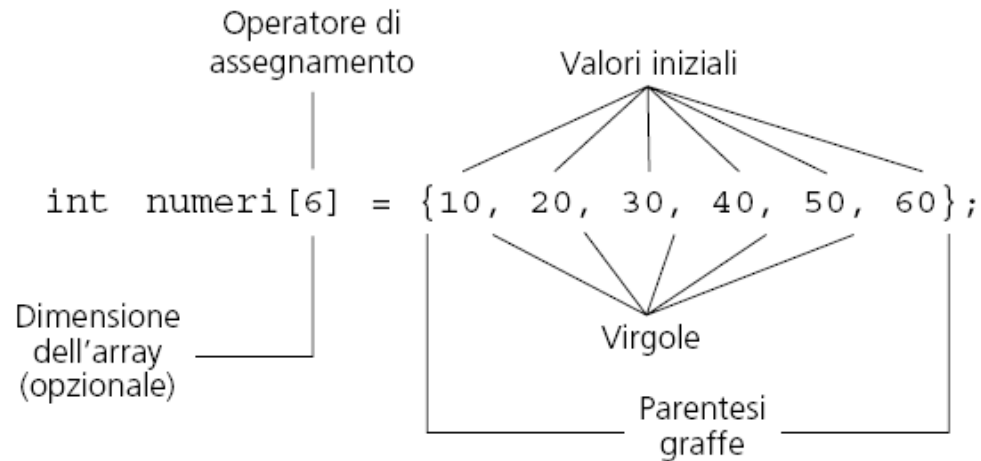 Operatore di
assegnamento
Valori iniziali
int numeri[6] = {10, 20, 30, 40, 50, 60};
Dimensione
dell'array
(opzionale)
Virgole
Parentesi
graffe